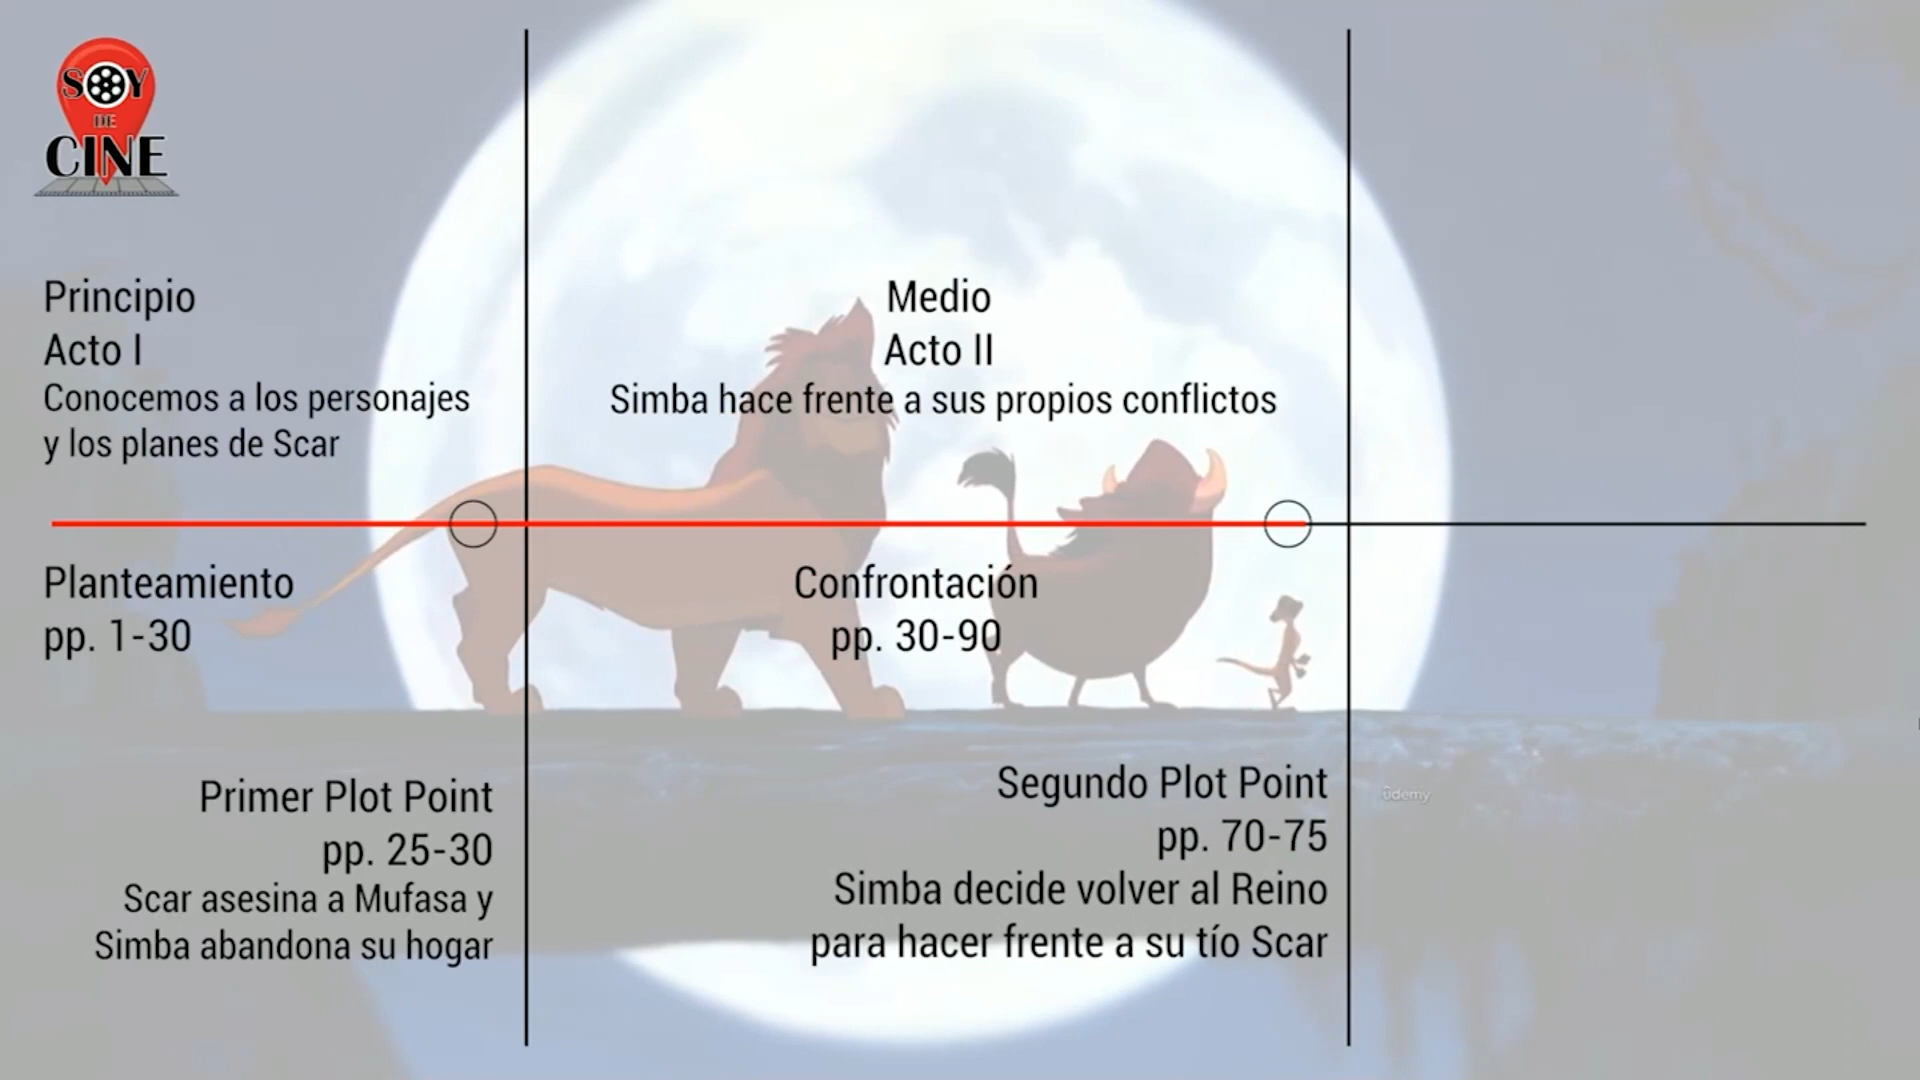 SOY
DE
CINE
Principio
Acto I
Conocemos a los personajes
y los planes de Scar
Medio
Acto II
Simba hace frente a sus propios conflictos
Planteamiento
pp. 1-30
Confrontación
pp. 30-90
Primer Plot Point
pp. 25-30
Scar asesina a Mufasa y
Simba abandona su hogar
Segundo Plot Point
pp. 70-75
Simba decide volver al Reino
para hacer frente a su tío Scar
udemy